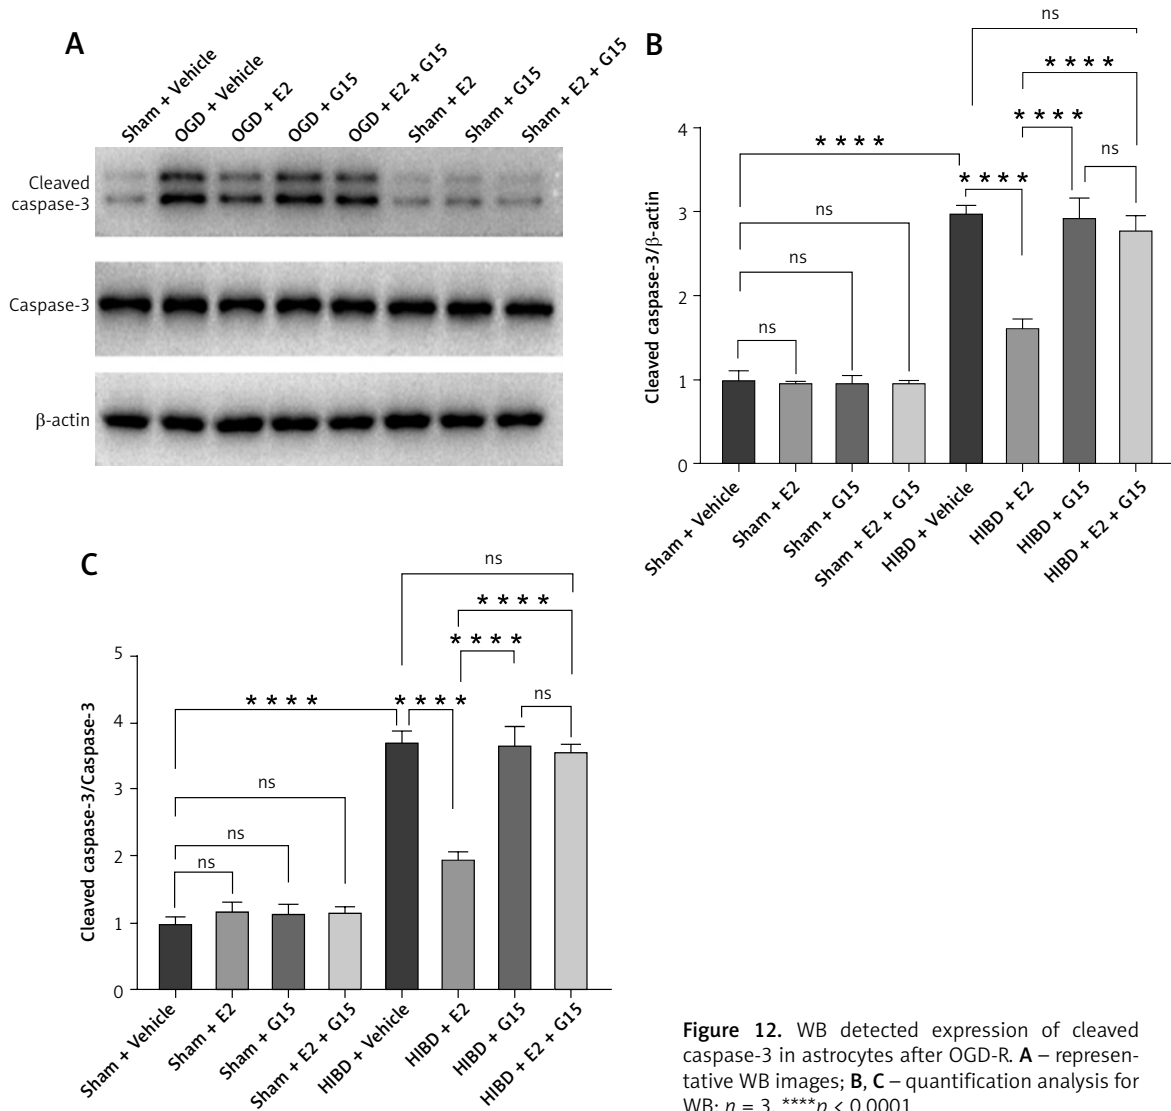 A
Sham + Vehicle
OGD + Vehicle
OGD + E2
OGD + G15
OGD + E2 + G15
Sham + E2
Sham + G15
Sham + E2 + G15
Cleaved
caspase-3
Caspase-3
β-actin
B
ns
* * * *
* * * *
ns
* * * *
* * * *
ns
ns
ns
Cleaved caspase-3/β-actin
4
3
2
1
0
Sham + Vehicle
Sham + E2
Sham + G15
Sham + E2 + G15
HIBD + Vehicle
HIBD + E2
HIBD + G15
HIBD + E2 + G15
C
ns
* * * *
* * * *
ns
* * * *
* * * *
ns
ns
ns
Cleaved caspase-3/Caspase-3
5
4
3
2
1
0
Sham + Vehicle
Sham + E2
Sham + G15
Sham + E2 + G15
HIBD + Vehicle
HIBD + E2
HIBD + G15
HIBD + E2 + G15
Figure 12. WB detected expression of cleaved
caspase-3 in astrocytes after OGD-R. A – represen-
tative WB images; B, C – quantification analysis for
WB; n = 3. ****p < 0.0001